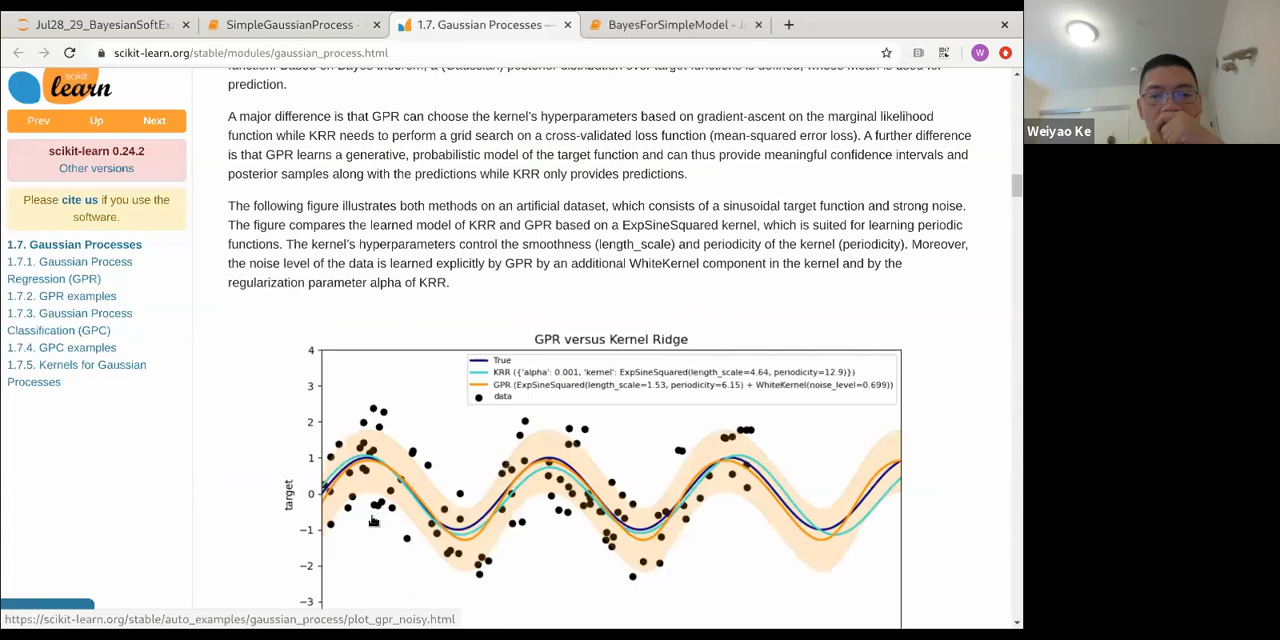 Jul28_29_BayesianSoftEx
SimpleGaussianProcess -
1.7. Gaussian Processes —
BayesForSimpleModel - J
scikit-learn.org/stable/modules/gaussian_process.html
W
scikit
learn
Prev Up Next
scikit-learn 0.24.2
Other versions
Please cite us if you use the
software.
1.7. Gaussian Processes
1.7.1. Gaussian Process
Regression (GPR)
1.7.2. GPR examples
1.7.3. Gaussian Process
Classification (GPC)
1.7.4. GPC examples
1.7.5. Kernels for Gaussian
Processes
prediction.
A major difference is that GPR can choose the kernel's hyperparameters based on gradient-ascent on the marginal likelihood
function while KRR needs to perform a grid search on a cross-validated loss function (mean-squared error loss). A further difference
is that GPR learns a generative, probabilistic model of the target function and can thus provide meaningful confidence intervals and
posterior samples along with the predictions while KRR only provides predictions.
The following figure illustrates both methods on an artificial dataset, which consists of a sinusoidal target function and strong noise.
The figure compares the learned model of KRR and GPR based on a ExpSineSquared kernel, which is suited for learning periodic
functions. The kernel's hyperparameters control the smoothness (length_scale) and periodicity of the kernel (periodicity). Moreover,
the noise level of the data is learned explicitly by GPR by an additional WhiteKernel component in the kernel and by the
regularization parameter alpha of KRR.
GPR versus Kernel Ridge
True
KRR ({'alpha': 0.001, 'kernel': ExpSineSquared(length_scale=4.64, periodicity=12.9)})
GPR (ExpSineSquared(length_scale=1.53, periodicity=6.15) + WhiteKernel(noise_level=0.699))
data
4
3
2
1
0
−1
−2
−3
target
https://scikit-learn.org/stable/auto_examples/gaussian_process/plot_gpr_noisy.html
Weiyao Ke